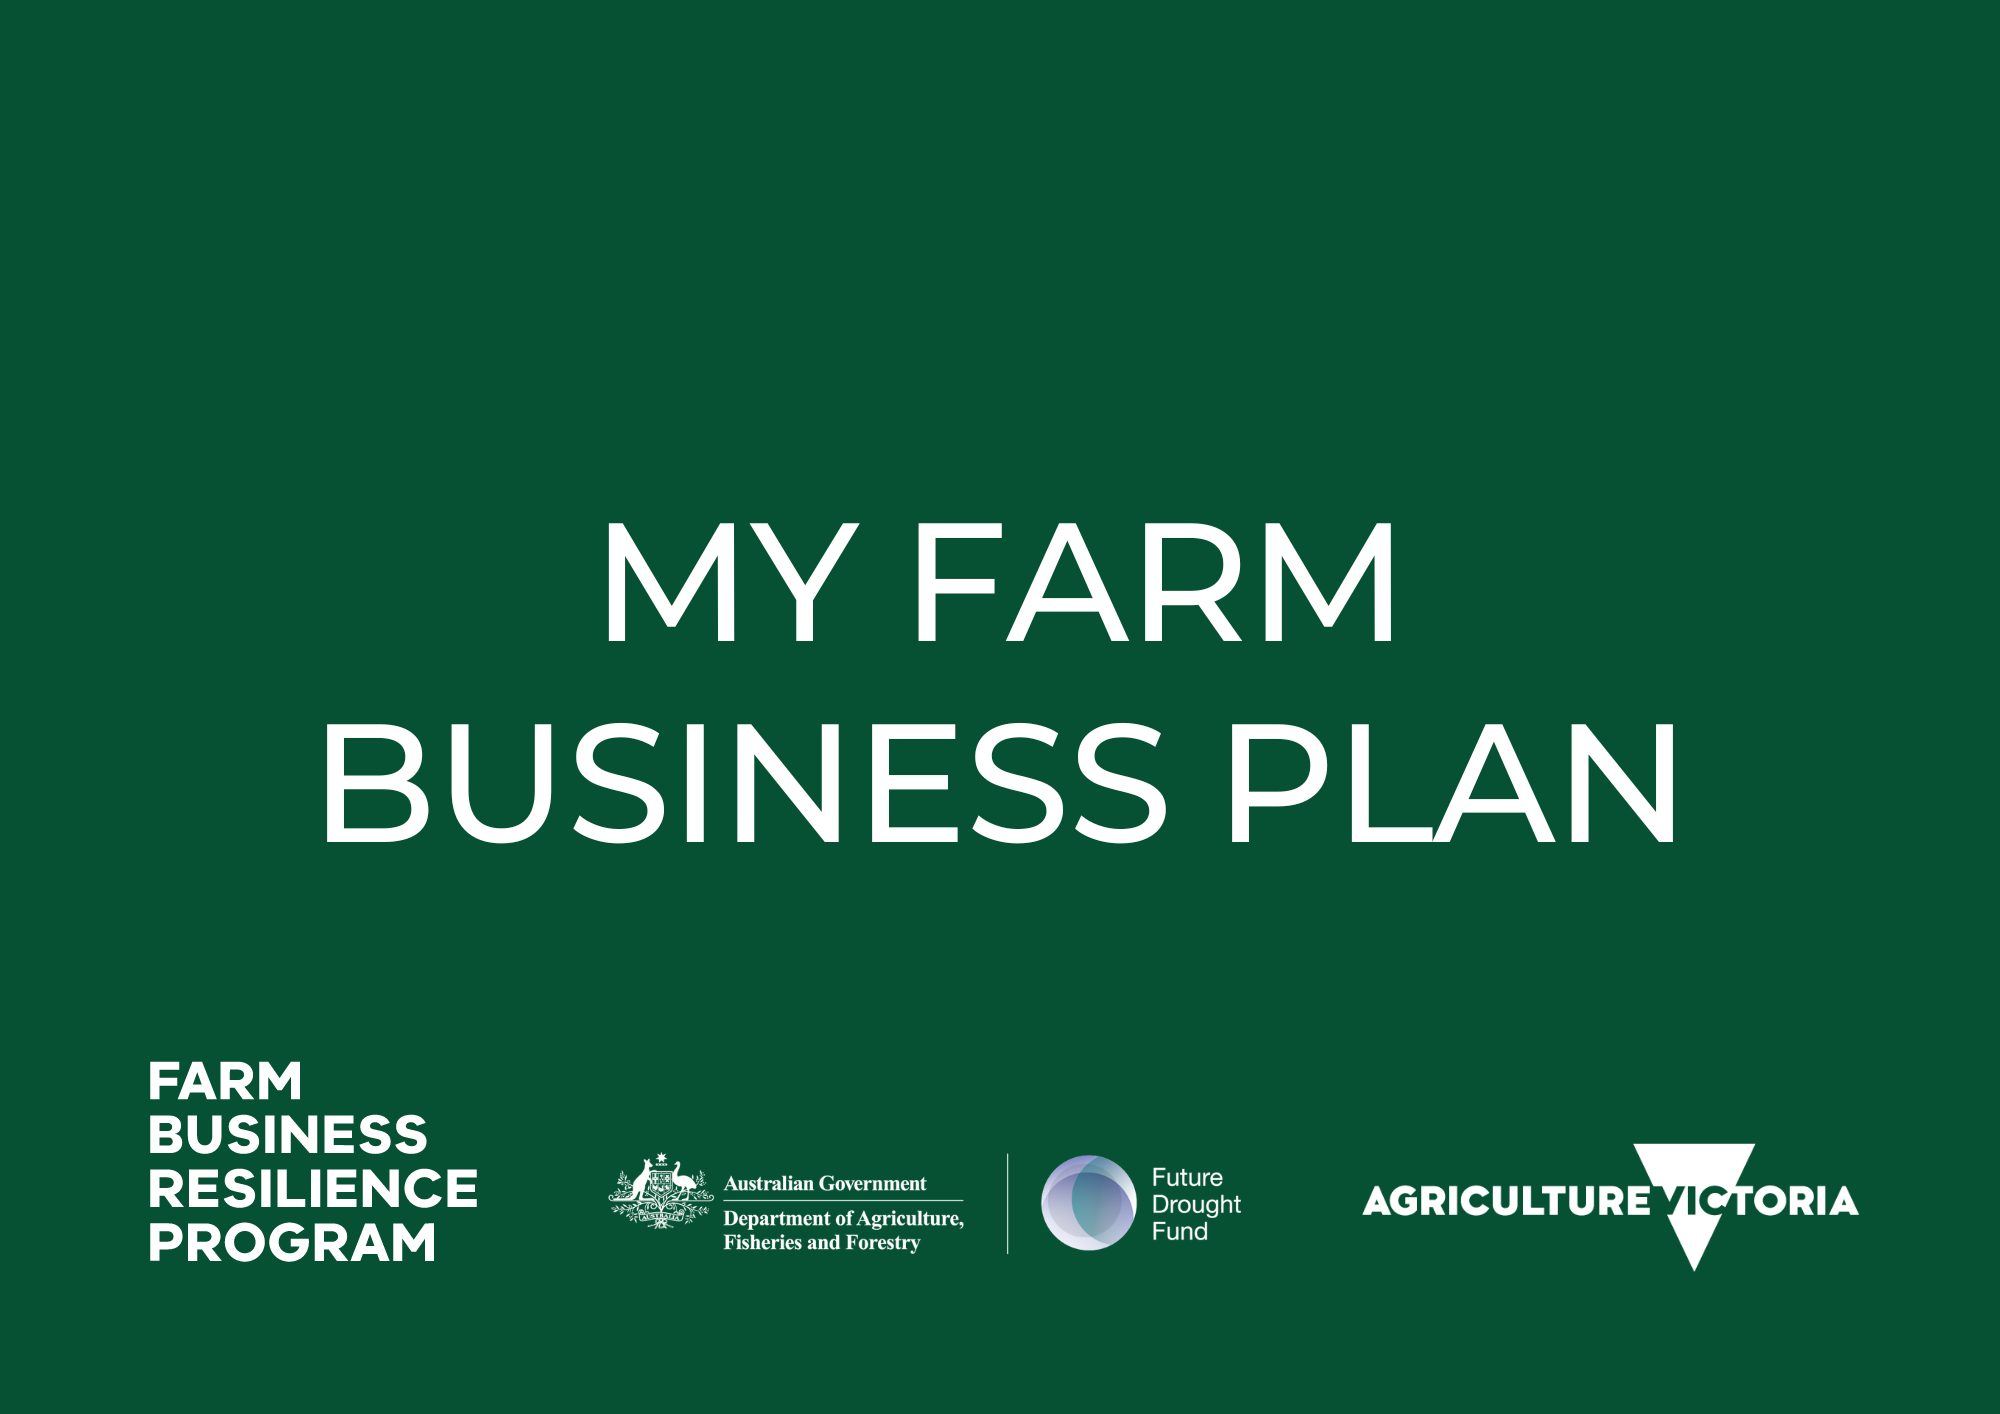 MY FARM
BUSINESS PLAN
FARM
BUSINESS
RESILIENCE
PROGRAM
AUSTRALIA
Australian Government
Department of Agriculture,
Fisheries and Forestry
Future
Drought
Fund
AGRICULTURE VICTORIA